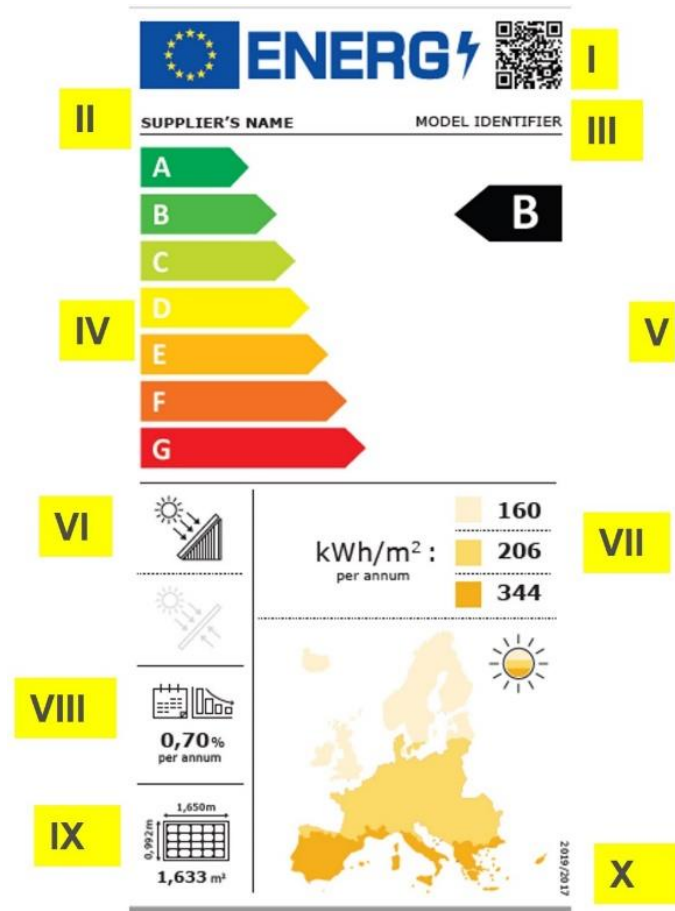 ENERG
I
II
SUPPLIER'S NAME
MODEL IDENTIFIER
III
A
B
B
C
IV
D
V
E
F
G
VI
160
kWh/m² :
per annum
206
VII
344
VIII
0,70%
per annum
IX
1,650m
0,992m
1,633 m²
2019/2017
X